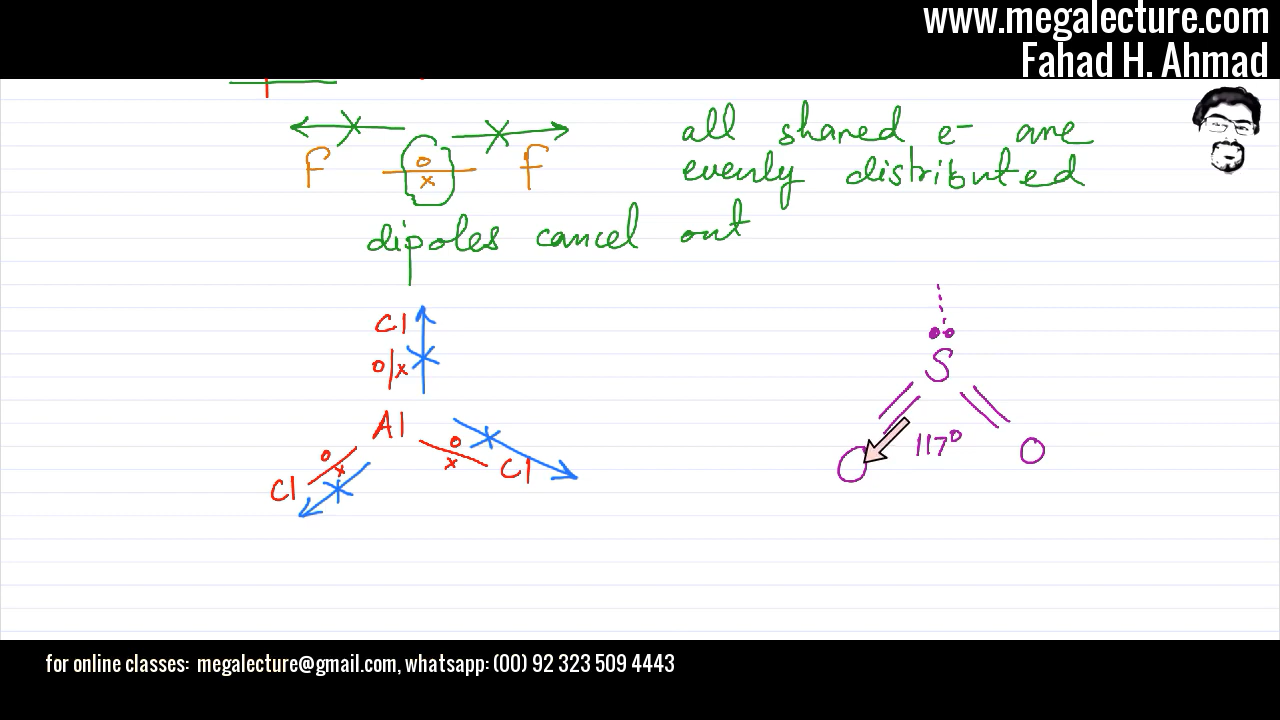 www.megalecture.com
Fahad H. Ahmad
F o x F
all shared e- are
evenly distributed
dipoles cancel out
Cl
o x
Al
o x
Cl
o x
Cl
S
O
117°
O
for online classes: megalecture@gmail.com, whatsapp: (00) 92 323 509 4443